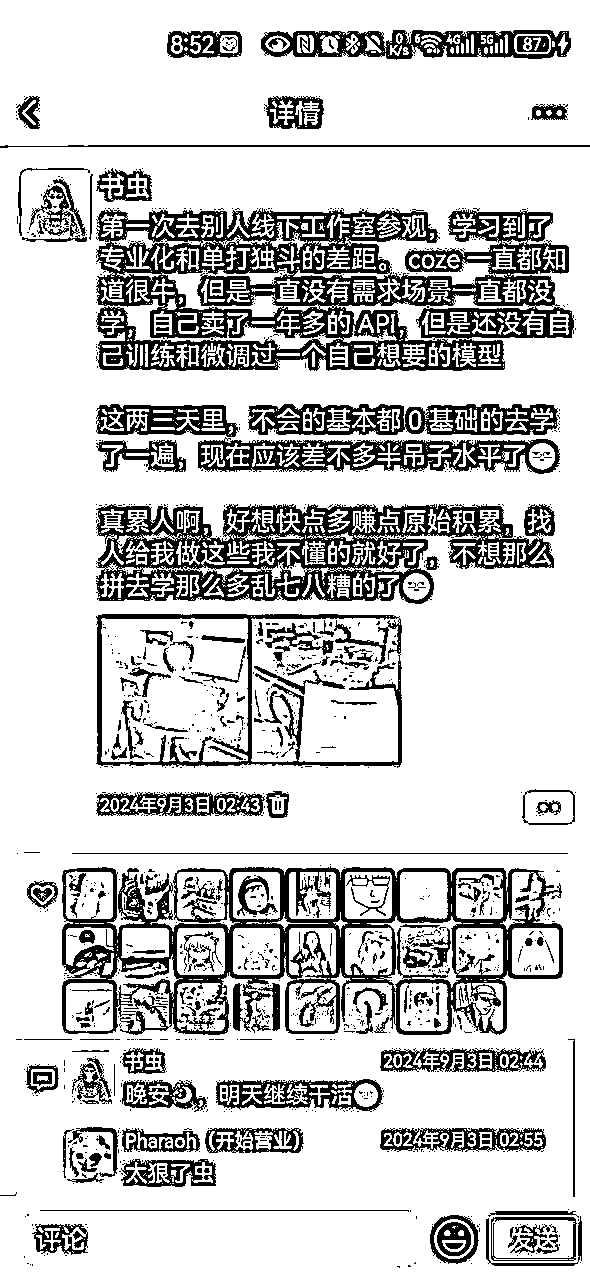 8:52 0 K/s 6 4G 5G 87
详情
书虫
第一次去别人线下工作室参观，学习到了
专业化和单打独斗的差距。coze 一直都知
道很牛，但是一直没有需求场景一直都没
学，自己卖了一年多的 API，但是还没有自
己训练和微调过一个自己想要的模型
这两三天里，不会的基本都 0 基础的去学
了一遍，现在应该差不多半吊子水平了
真累人啊，好想快点多赚点原始积累，找
人给我做这些我不懂的就好了。不想那么
拼去学那么多乱七八糟的了
2024年9月3日 02:43
书虫 2024年9月3日 02:44
晚安🌙，明天继续干活
Pharaoh（开始营业） 2024年9月3日 02:55
太狠了虫
评论 发送